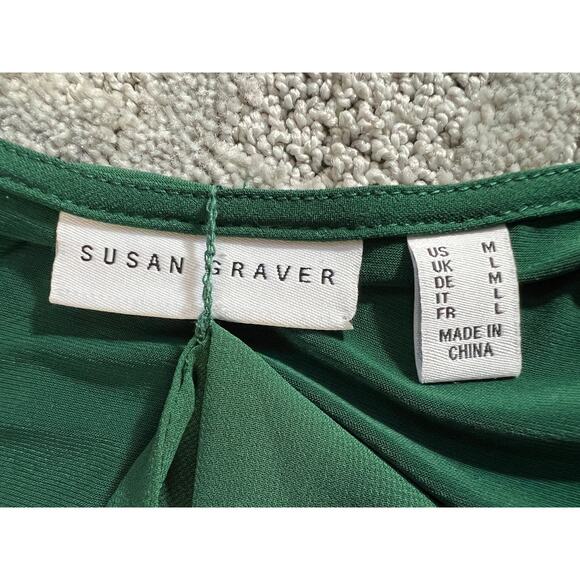 SUSAN GRAVER
US M
UK L
DE M
IT L
FR L
MADE IN
CHINA